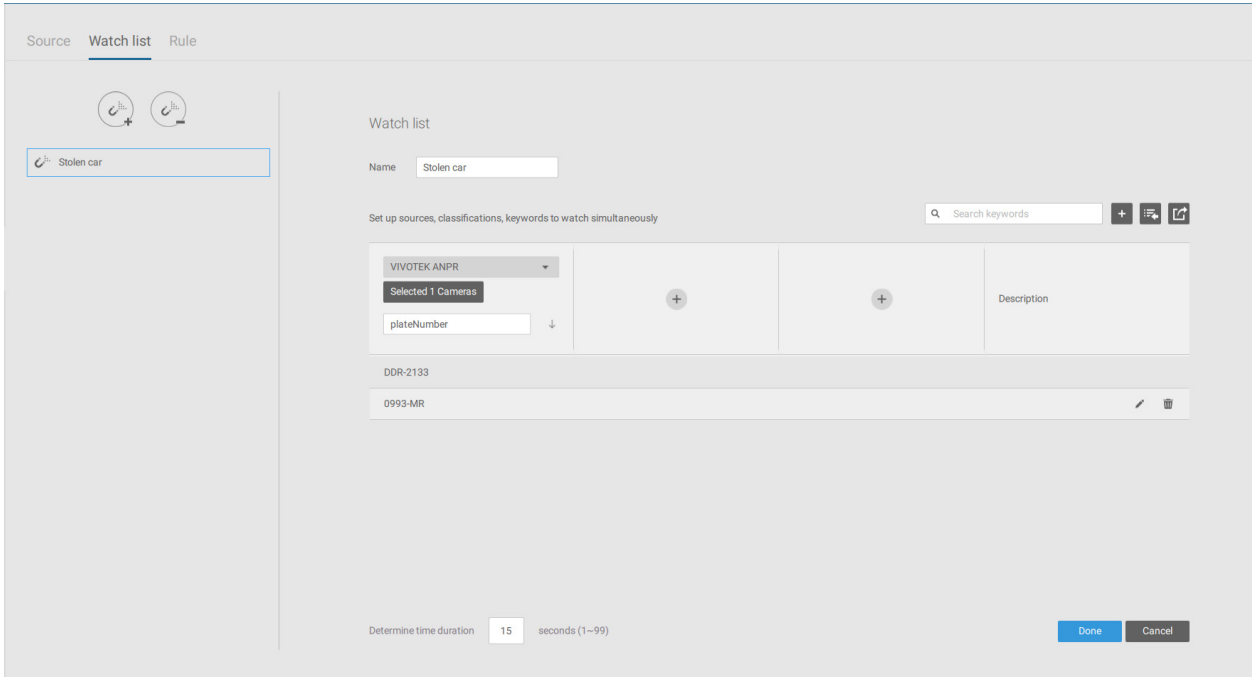 Source Watch list Rule
Stolen car
Watch list
Name Stolen car
Set up sources, classifications, keywords to watch simultaneously Search keywords
VIVOTEK ANPR
Selected 1 Cameras
plateNumber
Description
DDR-2133
0993-MR
Determine time duration 15 seconds (1~99) Done Cancel